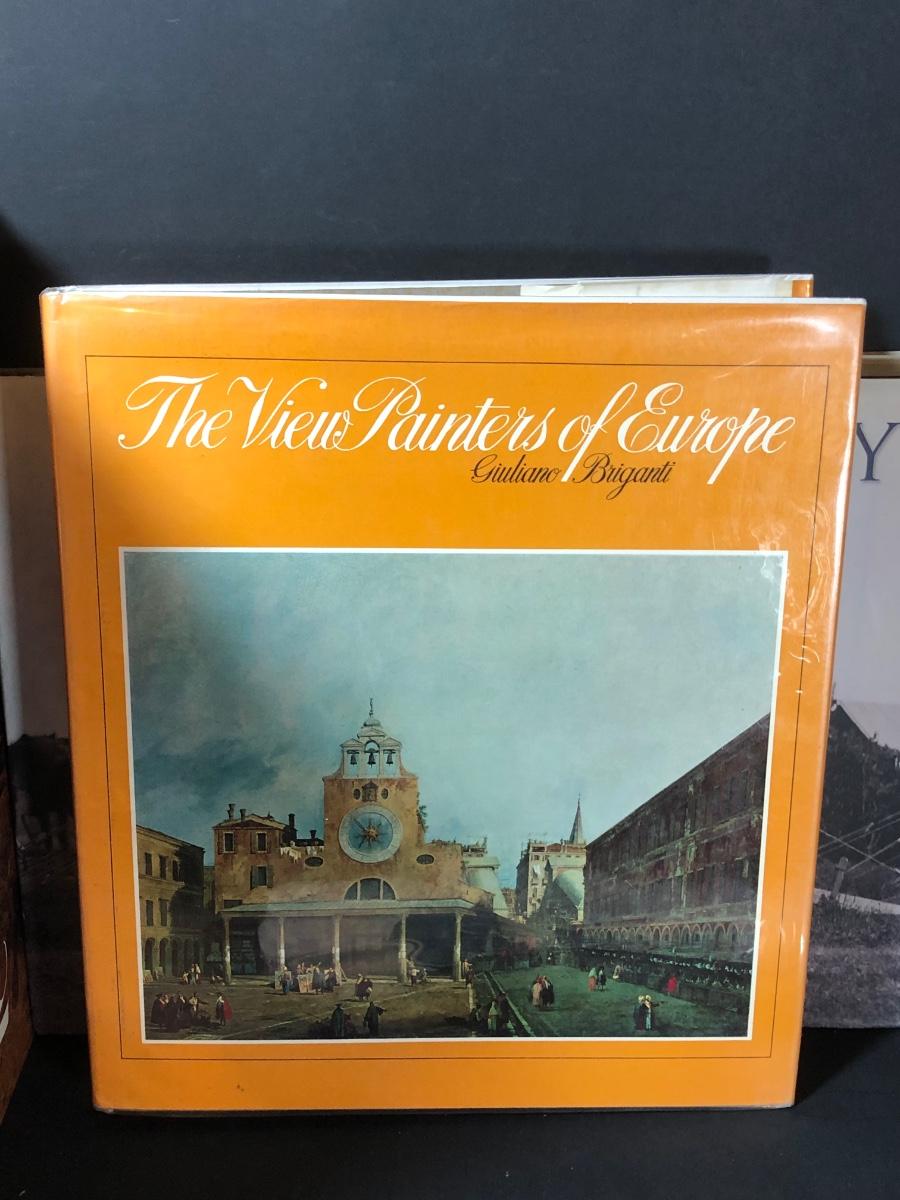 The View Painters of Europe
Giuliano Briganti
Y